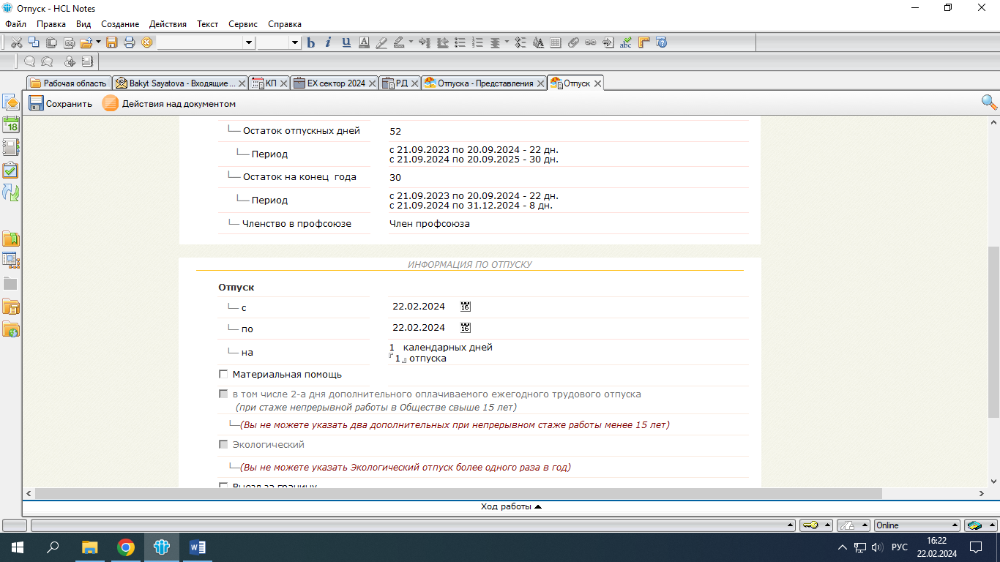 Отпуск - HCL Notes
Файл Правка Вид Создание Действия Текст Сервис Справка
b i U A abc
Рабочая область Bakyt Sayatova - Входящие ... КП EX сектор 2024 РД Отпуска - Представления Отпуск
Сохранить Действия над документом
18
Остаток отпускных дней 52
Период с 21.09.2023 по 20.09.2024 - 22 дн.
с 21.09.2024 по 20.09.2025 - 30 дн.
Остаток на конец года 30
Период с 21.09.2023 по 20.09.2024 - 22 дн.
с 21.09.2024 по 31.12.2024 - 8 дн.
Членство в профсоюзе Член профсоюза
ИНФОРМАЦИЯ ПО ОТПУСКУ
Отпуск
с 22.02.2024 16
по 22.02.2024 16
на 1 календарных дней
1 отпуска
Материальная помощь
в том числе 2-а дня дополнительного оплачиваемого ежегодного трудового отпуска
(при стаже непрерывной работы в Обществе свыше 15 лет)
(Вы не можете указать два дополнительных при непрерывном стаже работы менее 15 лет)
Экологический
(Вы не можете указать Экологический отпуск более одного раза в год)
Выезд за границу
Ход работы
Online
РУС 16:22
22.02.2024